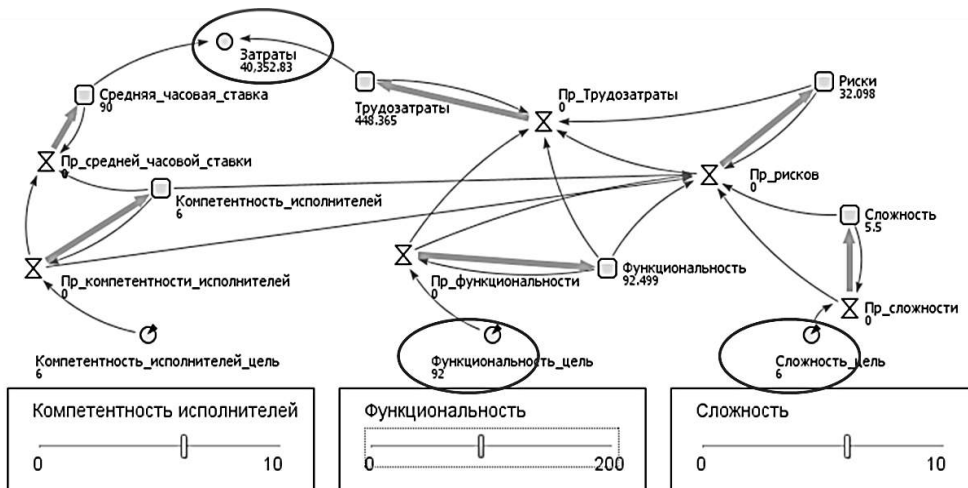 Затраты
40,352.83
Средняя_часовая_ставка
90
Трудозатраты
448.365
Пр_Трудозатраты
0
Риски
32.098
Пр_средней_часовой_ставки
0
Компетентность_исполнителей
6
Пр_рисков
0
Сложность
5.5
Пр_компетентности_исполнителей
0
Пр_функциональности
0
Функциональность
92.499
Пр_сложности
0
Компетентность_исполнителей_цель
6
Функциональность_цель
92
Сложность_цель
6
Компетентность исполнителей
0 10
Функциональность
0 200
Сложность
0 10